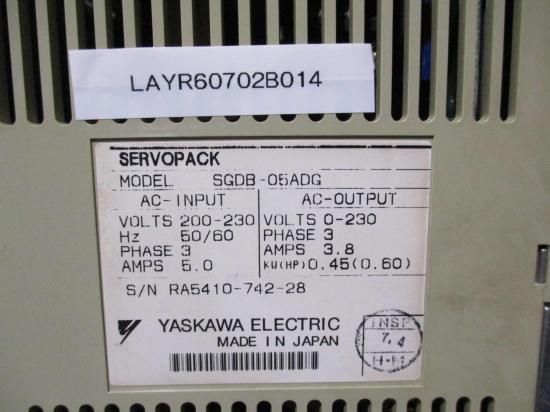 LAYR60702B014
SERVOPACK
MODEL SGDB-05ADG
AC-INPUT
VOLTS 200-230
Hz 50/60
PHASE 3
AMPS 5.0
AC-OUTPUT
VOLTS 0-230
PHASE 3
AMPS 3.8
KW(HP) 0.45(0.60)
S/N RA5410-742-28
YASKAWA ELECTRIC
MADE IN JAPAN
INSP
7.4